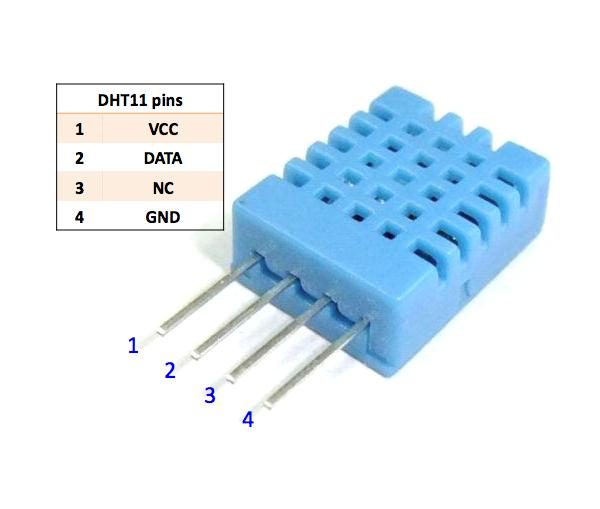 DHT11 pins
1 VCC
2 DATA
3 NC
4 GND
1
2
3
4